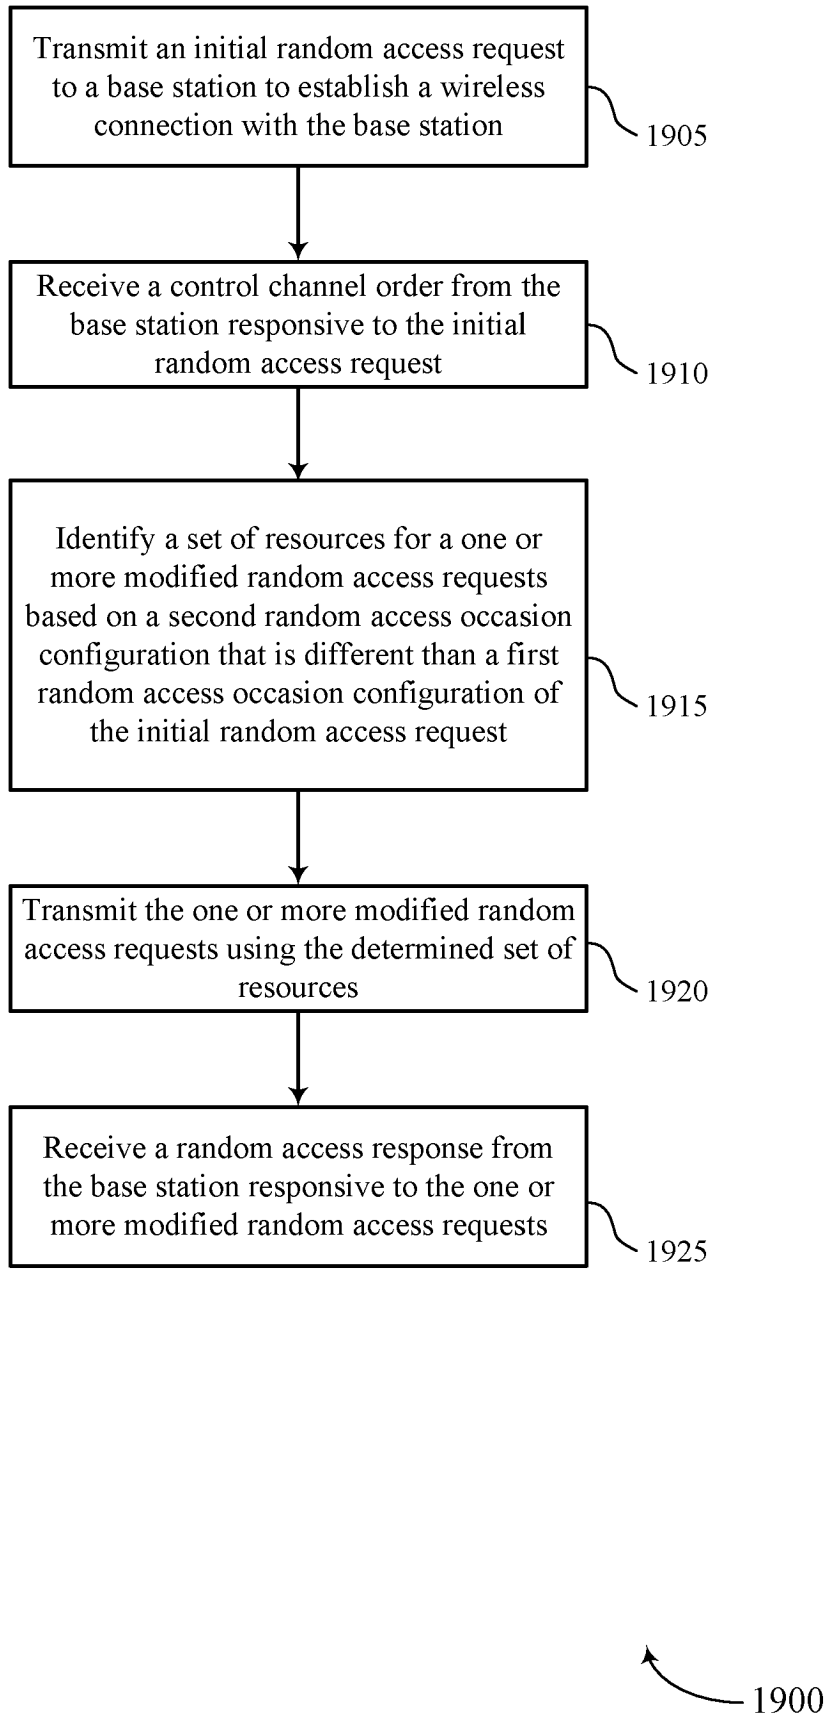 Transmit an initial random access request
to a base station to establish a wireless
connection with the base station
1905
Receive a control channel order from the
base station responsive to the initial
random access request
1910
Identify a set of resources for a one or
more modified random access requests
based on a second random access occasion
configuration that is different than a first
random access occasion configuration of
the initial random access request
1915
Transmit the one or more modified random
access requests using the determined set of
resources
1920
Receive a random access response from
the base station responsive to the one or
more modified random access requests
1925
1900